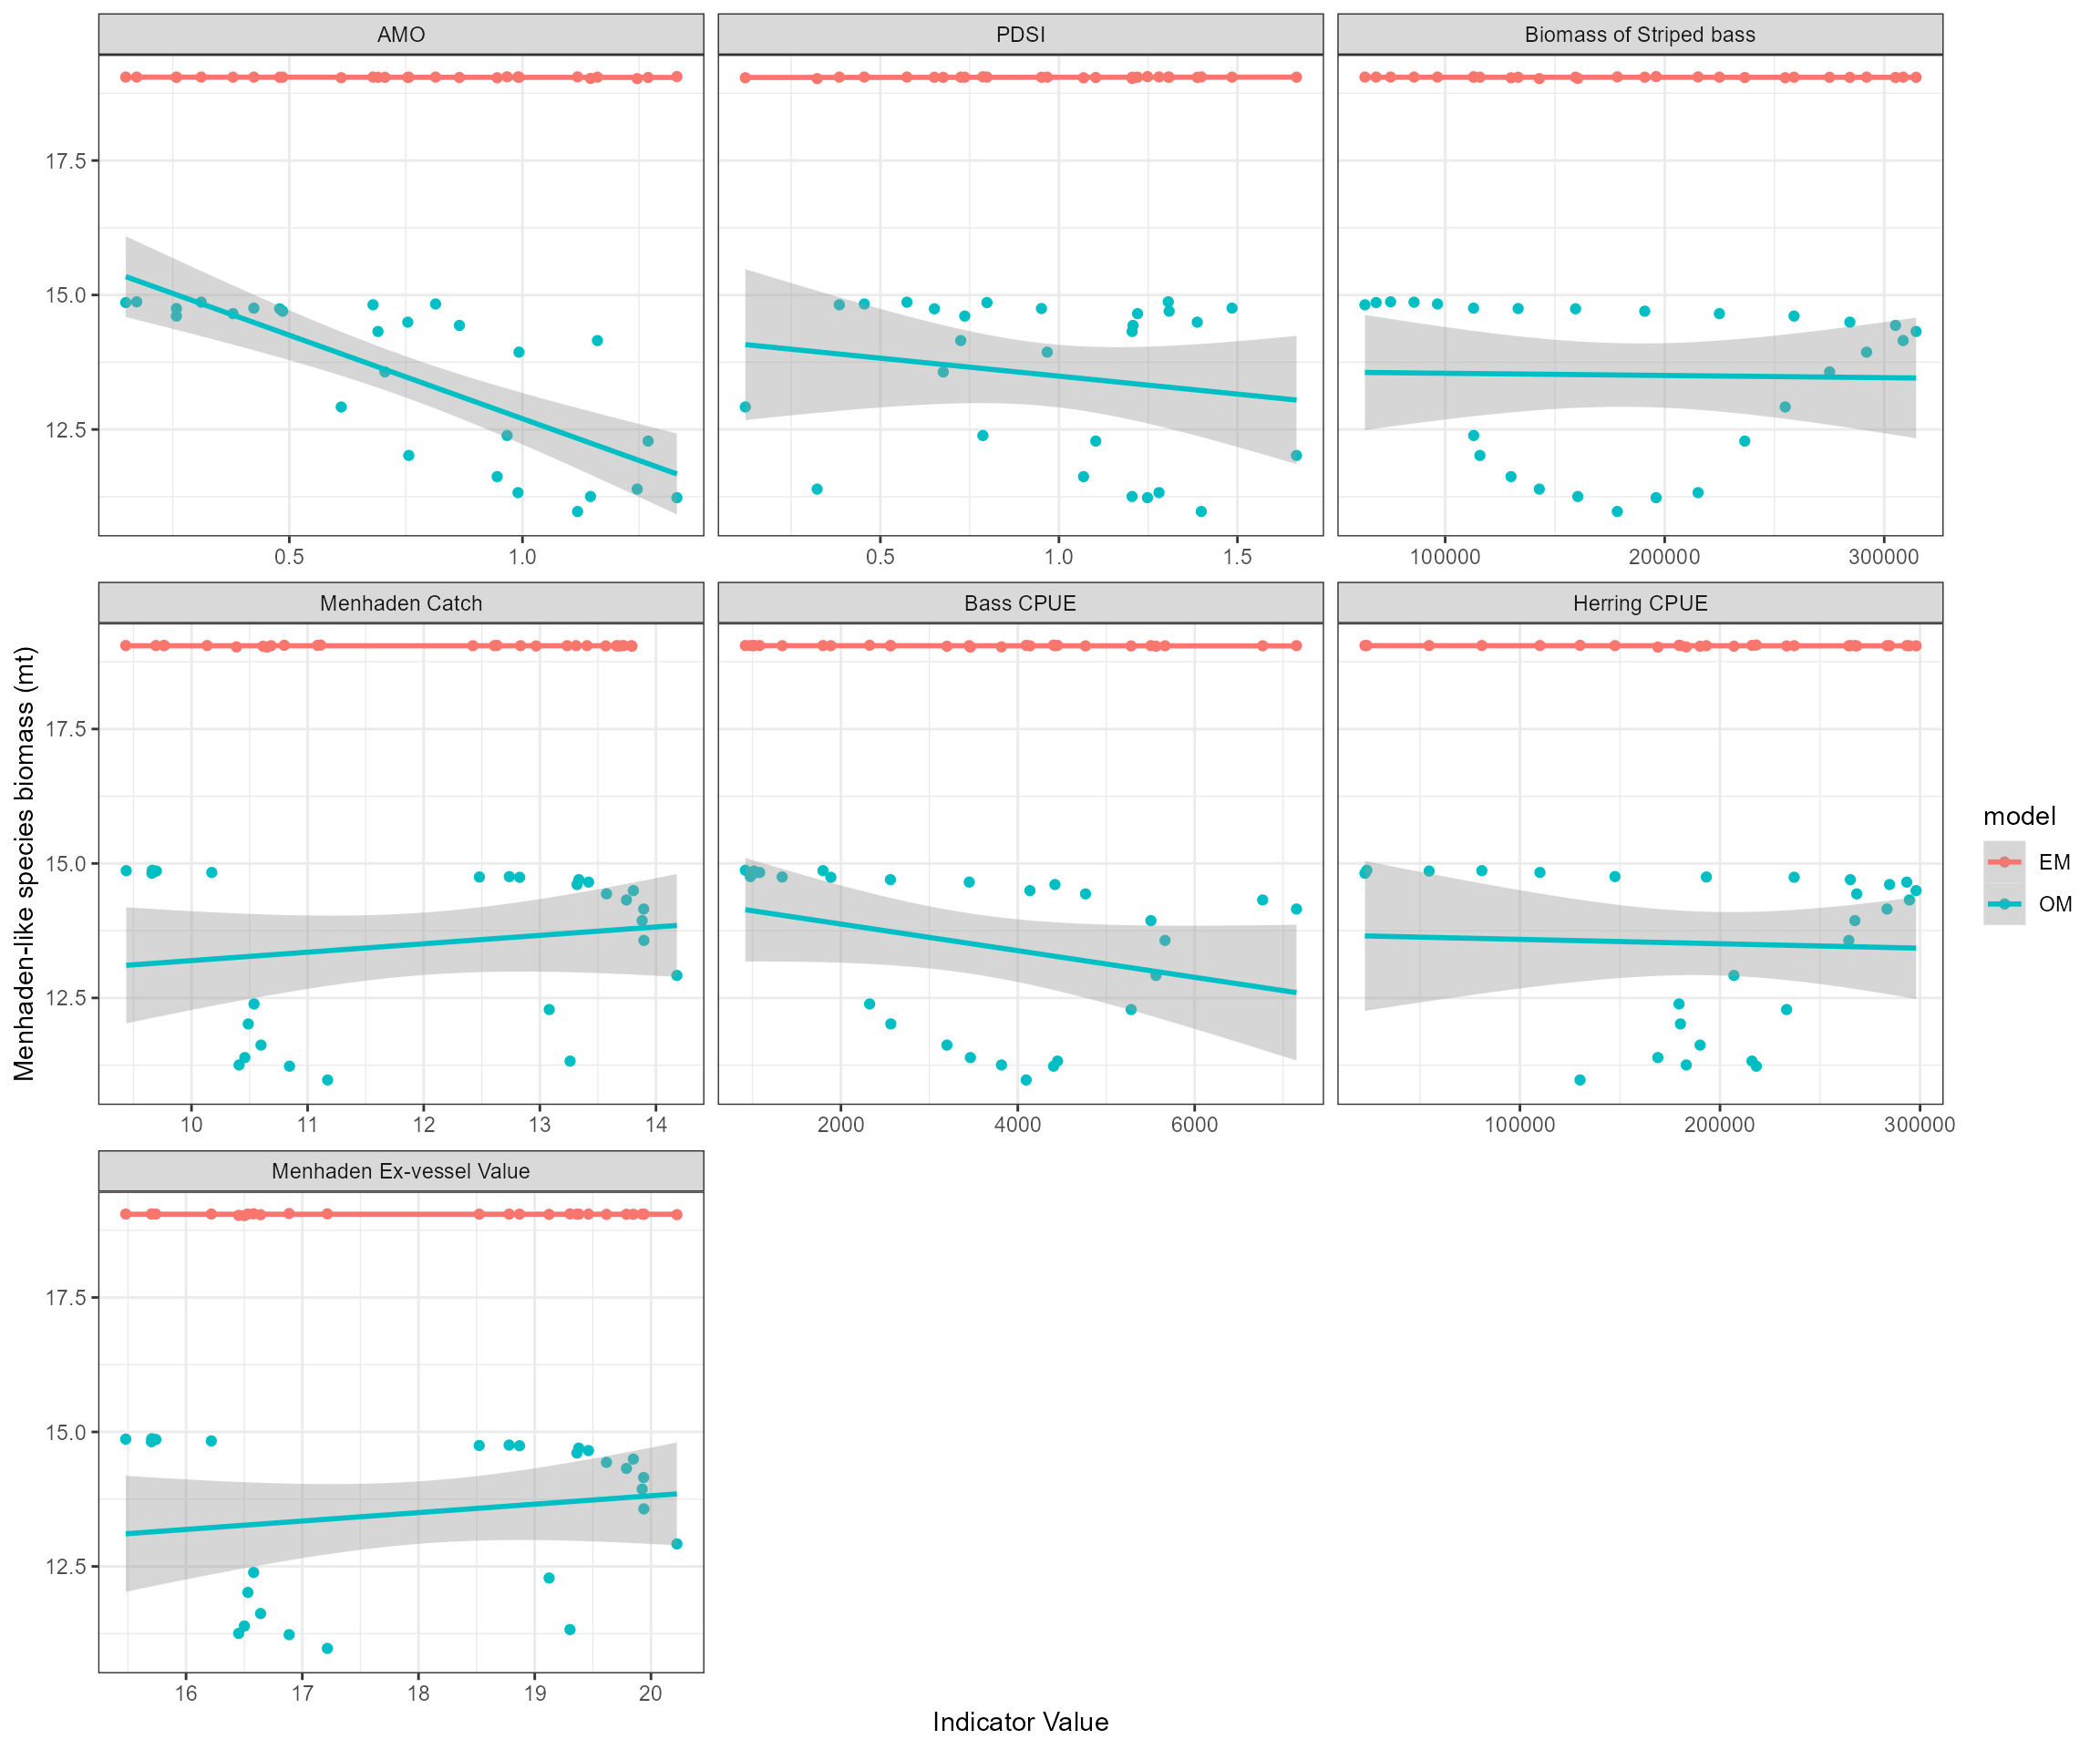 AMO
PDSI
Biomass of Striped bass
17.5
15.0
12.5
0.5 1.0
0.5 1.0 1.5
100000 200000 300000
Menhaden Catch
Bass CPUE
Herring CPUE
Menhaden-like species biomass (mt)
17.5
15.0
12.5
10 11 12 13 14
2000 4000 6000
100000 200000 300000
model
EM
OM
Menhaden Ex-vessel Value
17.5
15.0
12.5
16 17 18 19 20
Indicator Value